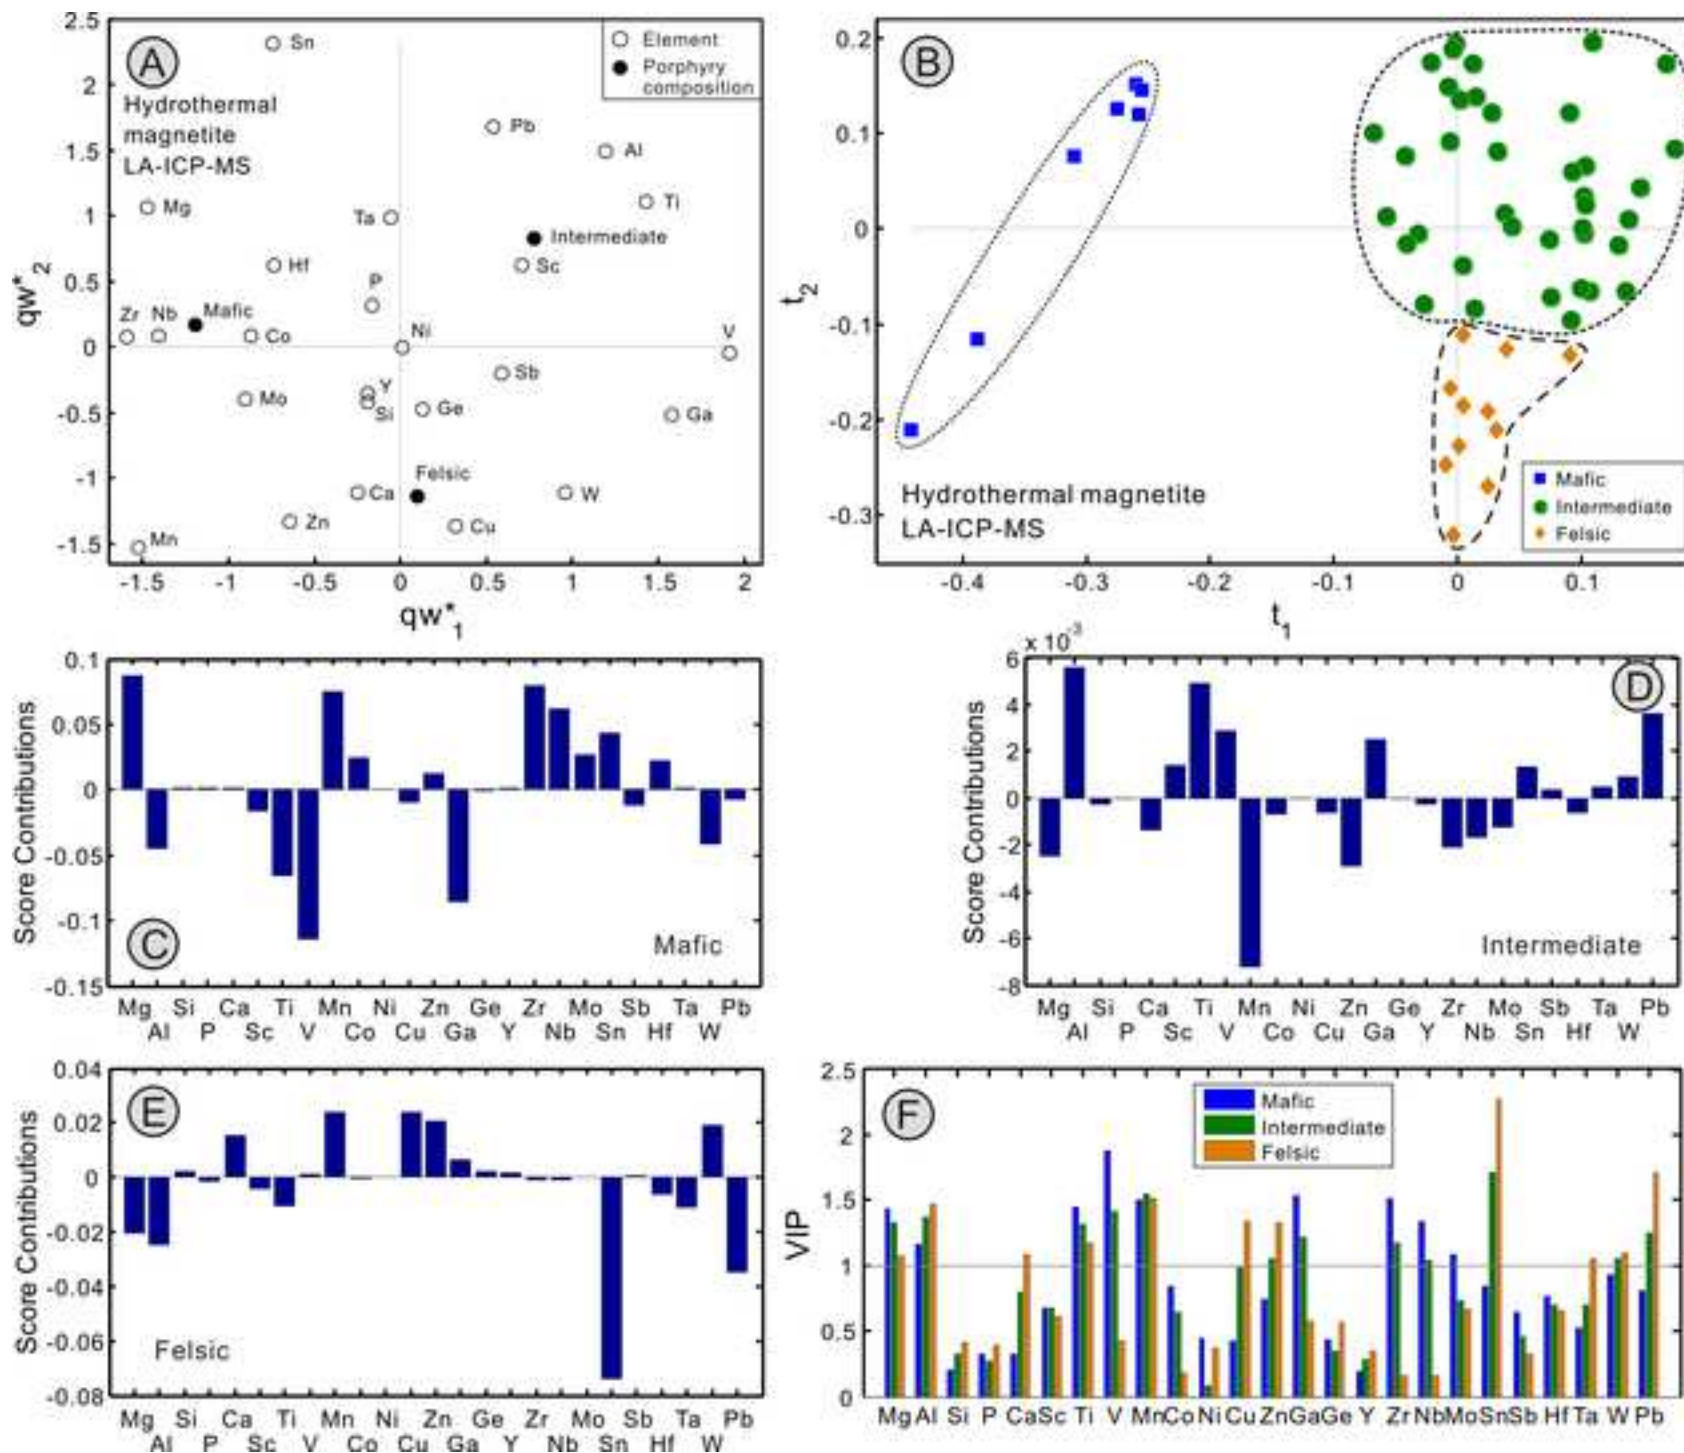 A
Hydrothermal
magnetite
LA-ICP-MS
Element
Porphyry
composition
Sn
Pb
Al
Mg
Ti
Ta
Intermediate
Hf
Sc
P
Zr
Nb
Mafic
Co
Ni
V
Sb
Mo
Y
Si
Ge
Ga
Felsic
Ca
W
Zn
Cu
Mn
2.5
2
1.5
1
0.5
0
-0.5
-1
-1.5
qw*2
-1.5 -1 -0.5 0 0.5 1 1.5 2
qw*1
B
0.2
0.1
0
-0.1
-0.2
-0.3
t2
Hydrothermal magnetite
LA-ICP-MS
Mafic
Intermediate
Felsic
-0.4 -0.3 -0.2 -0.1 0 0.1
t1
0.1
0.05
0
-0.05
-0.1
-0.15
Score Contributions
C
Mafic
Mg Si Ca Ti Mn Ni Zn Ge Zr Mo Sb Ta Pb
Al P Sc V Co Cu Ga Y Nb Sn Hf W
x 10-3
6
4
2
0
-2
-4
-6
-8
Score Contributions
D
Intermediate
Mg Si Ca Ti Mn Ni Zn Ge Zr Mo Sb Ta Pb
Al P Sc V Co Cu Ga Y Nb Sn Hf W
0.04
0.02
0
-0.02
-0.04
-0.06
-0.08
Score Contributions
E
Felsic
Mg Si Ca Ti Mn Ni Zn Ge Zr Mo Sb Ta Pb
Al P Sc V Co Cu Ga Y Nb Sn Hf W
2.5
2
1.5
1
0.5
0
VIP
F
Mafic
Intermediate
Felsic
Mg Al Si P Ca Sc Ti V Mn Co Ni Cu Zn Ga Ge Y Zr Nb Mo Sn Sb Hf Ta W Pb